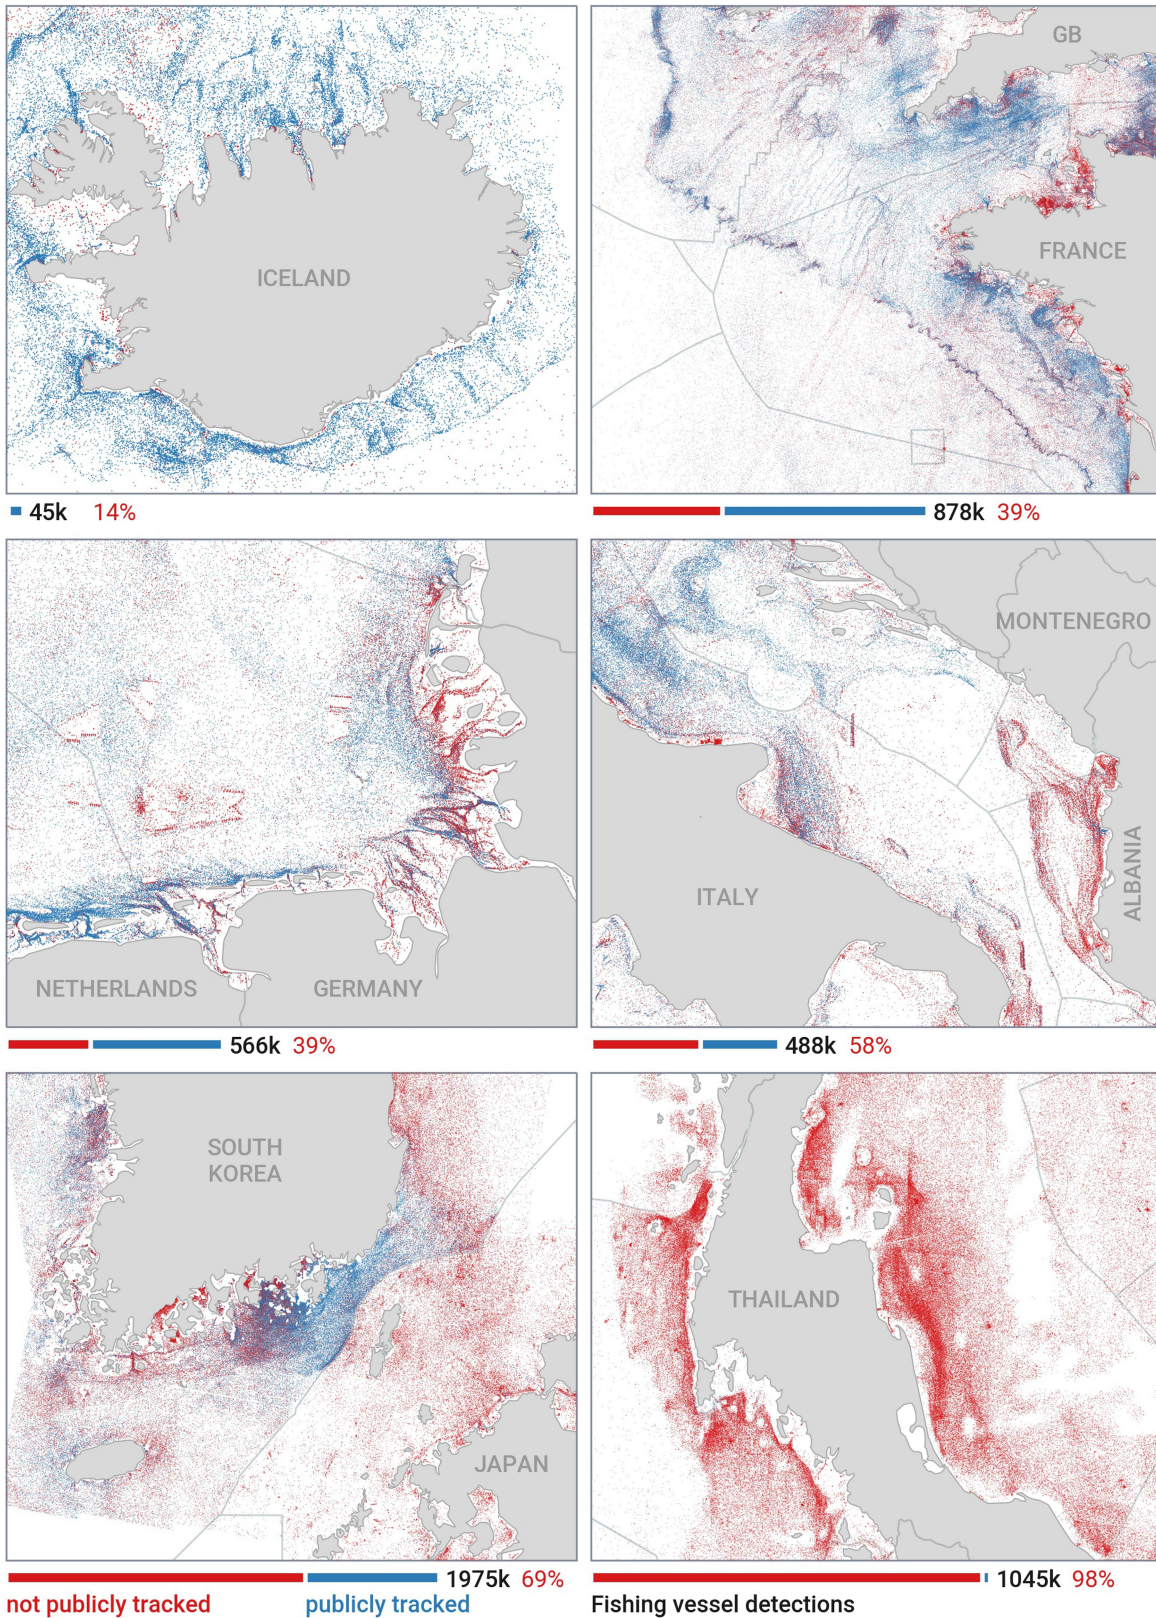 ICELAND
45k 14%
GB
FRANCE
878k 39%
NETHERLANDS
GERMANY
566k 39%
MONTENEGRO
ITALY
ALBANIA
488k 58%
SOUTH
KOREA
JAPAN
1975k 69%
not publicly tracked publicly tracked
THAILAND
1045k 98%
Fishing vessel detections